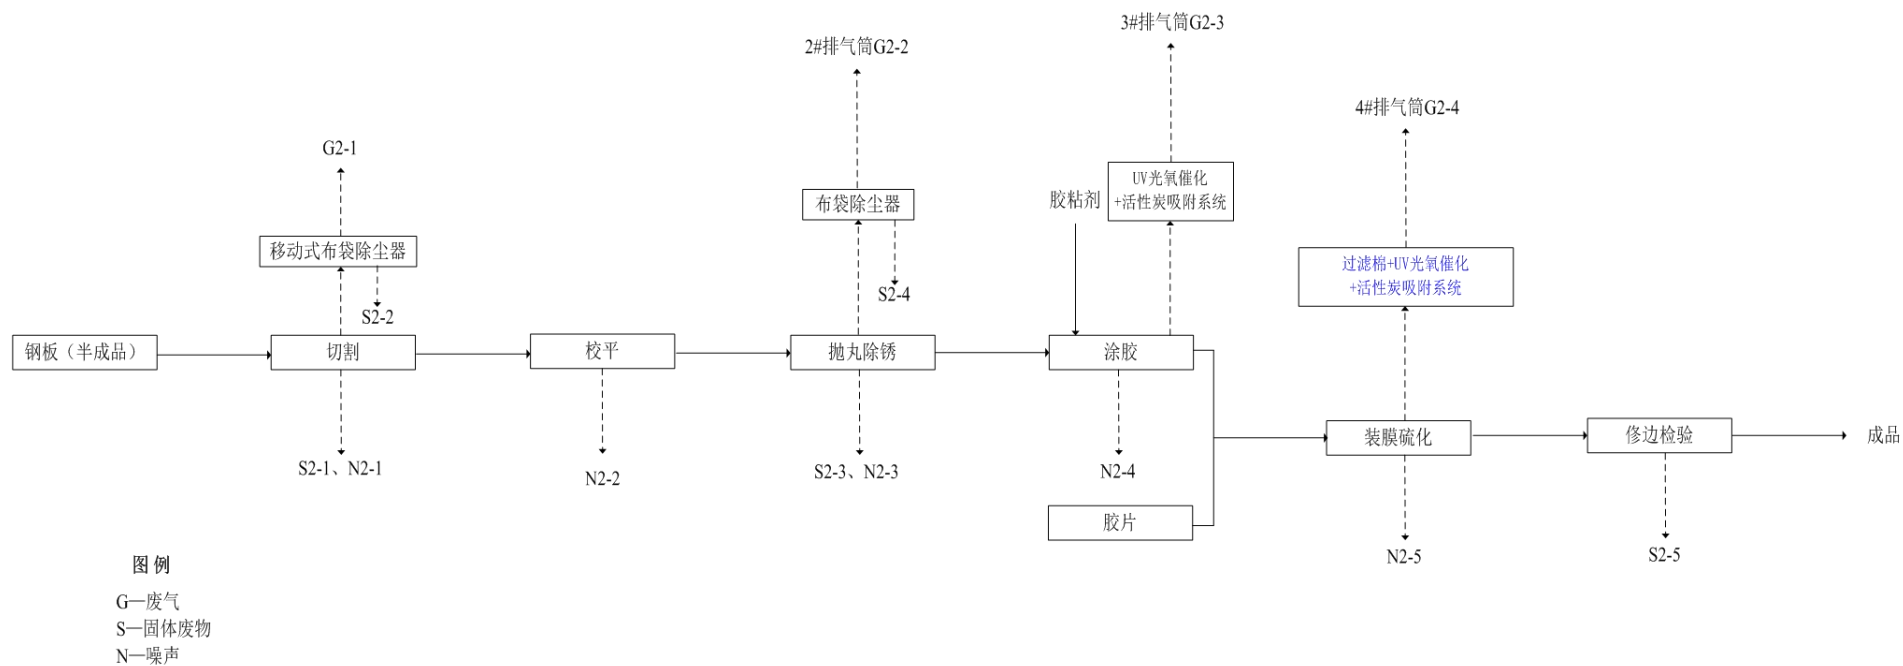 3#排气筒G2-3
2#排气筒G2-2
4#排气筒G2-4
G2-1
UV光氧催化
+活性炭吸附系统
胶粘剂
布袋除尘器
移动式布袋除尘器
过滤棉+UV光氧催化
+活性炭吸附系统
S2-4
S2-2
钢板（半成品）
切割
校平
抛丸除锈
涂胶
装膜硫化
修边检验
成品
S2-1、N2-1
N2-2
S2-3、N2-3
N2-4
胶片
N2-5
S2-5
图例
G—废气
S—固体废物
N—噪声